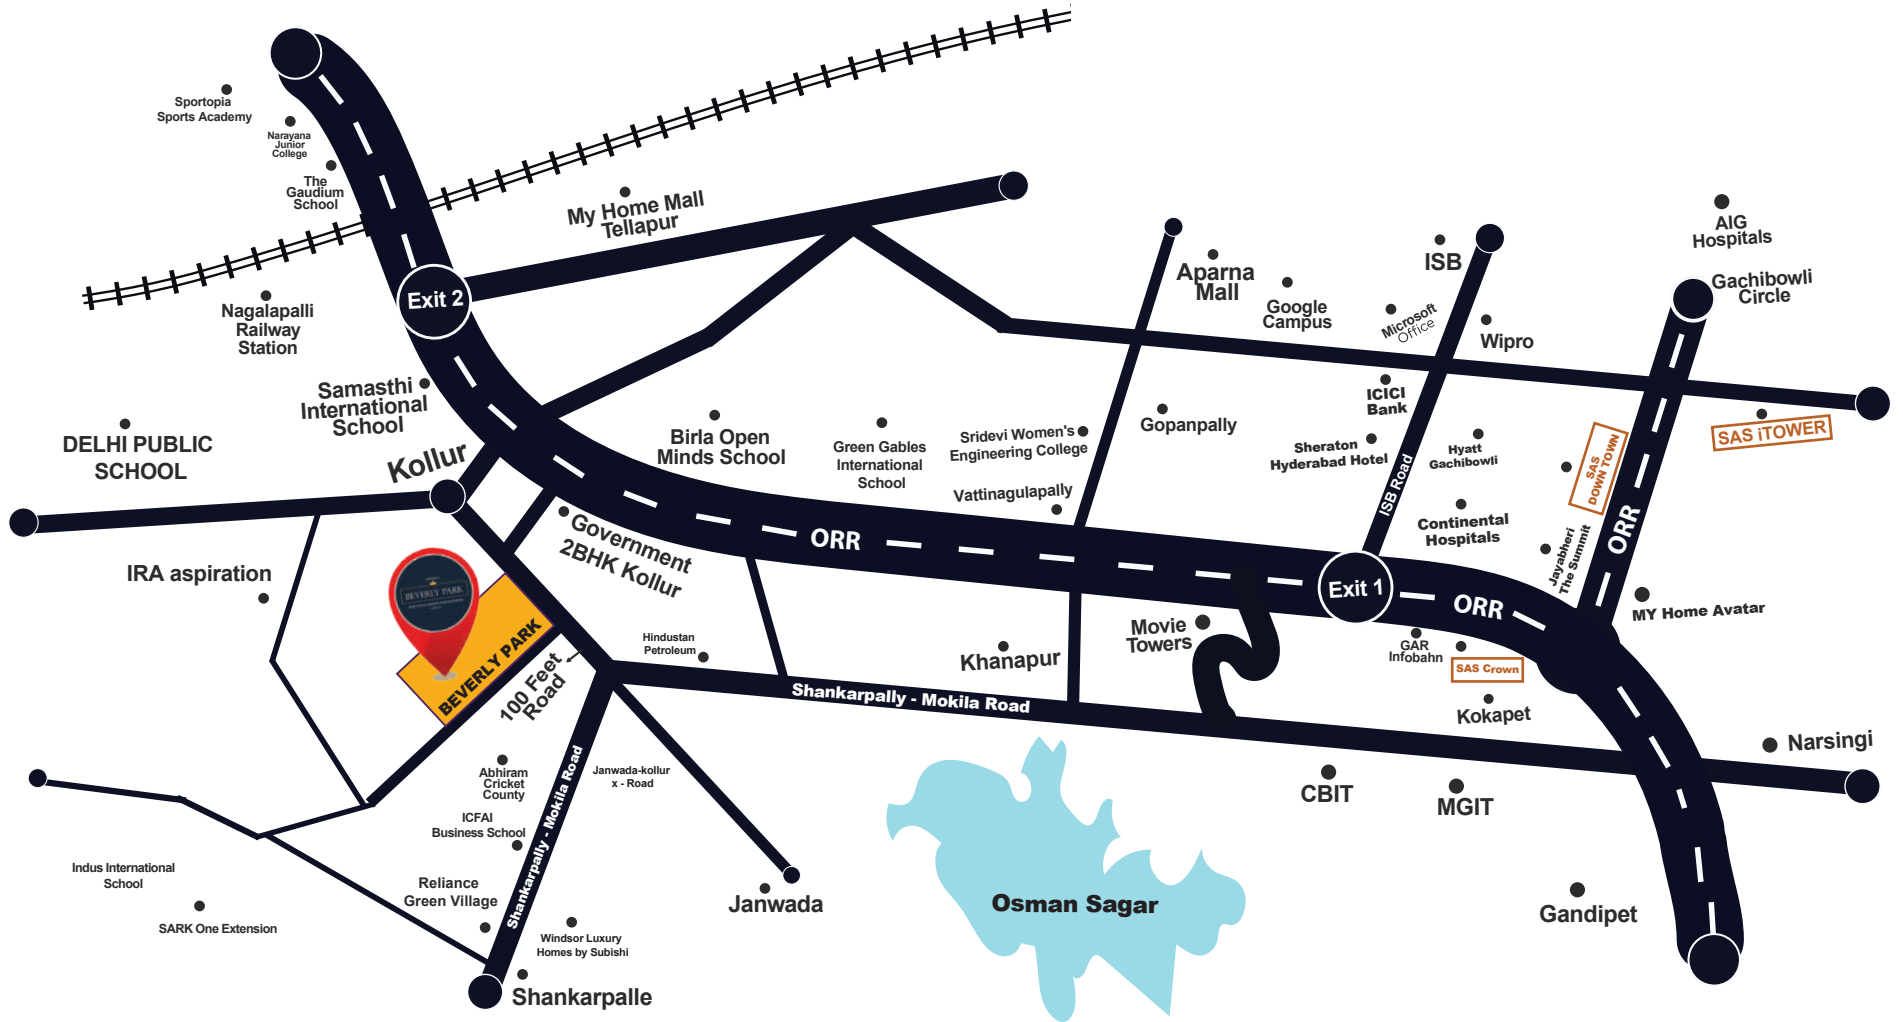 Sportopia
Sports Academy
Narayana
Junior
College
The
Gaudium
School
My Home Mall
Tellapur
Exit 2
Nagalapalli
Railway
Station
Samasthi
International
School
DELHI PUBLIC
SCHOOL
Kollur
Birla Open
Minds School
Green Gables
International
School
Sridevi Women's
Engineering College
Vattinagulapally
Aparna
Mall
Google
Campus
ISB
Microsoft
Office
Wipro
AIG
Hospitals
Gachibowli
Circle
Gopanpally
ICICI
Bank
Sheraton
Hyderabad Hotel
ISB Road
Hyatt
Gachibowli
SAS
DOWN TOWN
SAS iTOWER
Continental
Hospitals
Jayabheri
The Summit
ORR
MY Home Avatar
ORR
Exit 1
ORR
Government
2BHK Kollur
IRA aspiration
BEVERLY PARK
BEVERLY PARK
100 Feet
Road
Hindustan
Petroleum
Khanapur
Movie
Towers
GAR
Infobahn
SAS Crown
Kokapet
Narsingi
Shankarpally - Mokila Road
Shankarpally - Mokila Road
Janwada-kollur
x - Road
Abhiram
Cricket
County
ICFAI
Business School
Reliance
Green Village
Indus International
School
SARK One Extension
Windsor Luxury
Homes by Subishi
Shankarpalle
Janwada
Osman Sagar
CBIT
MGIT
Gandipet